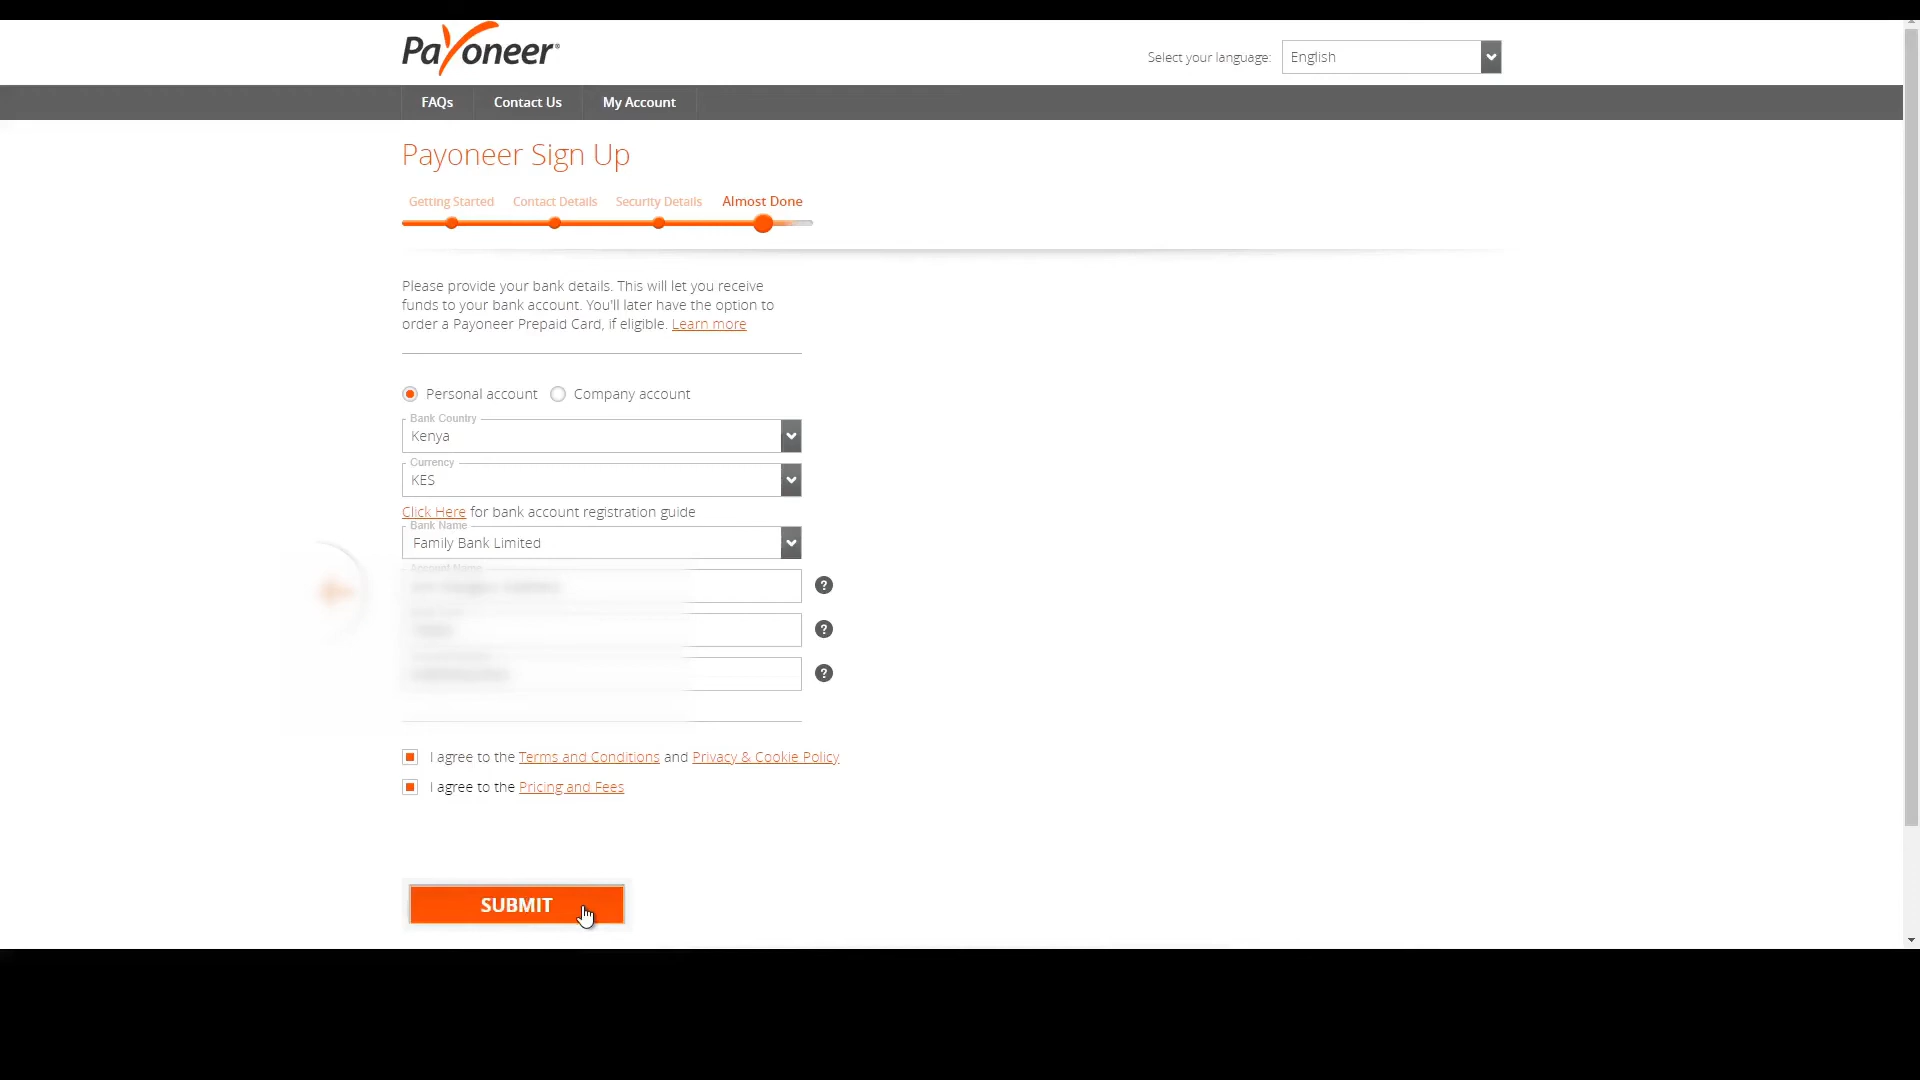 Payoneer
Select your language: English
FAQs Contact Us My Account
Payoneer Sign Up
Getting Started Contact Details Security Details Almost Done
Please provide your bank details. This will let you receive
funds to your bank account. You'll later have the option to
order a Payoneer Prepaid Card, if eligible. Learn more
Personal account Company account
Bank Country
Kenya
Currency
KES
Click Here for bank account registration guide
Bank Name
Family Bank Limited
Account Name
?
?
?
I agree to the Terms and Conditions and Privacy & Cookie Policy
I agree to the Pricing and Fees
SUBMIT